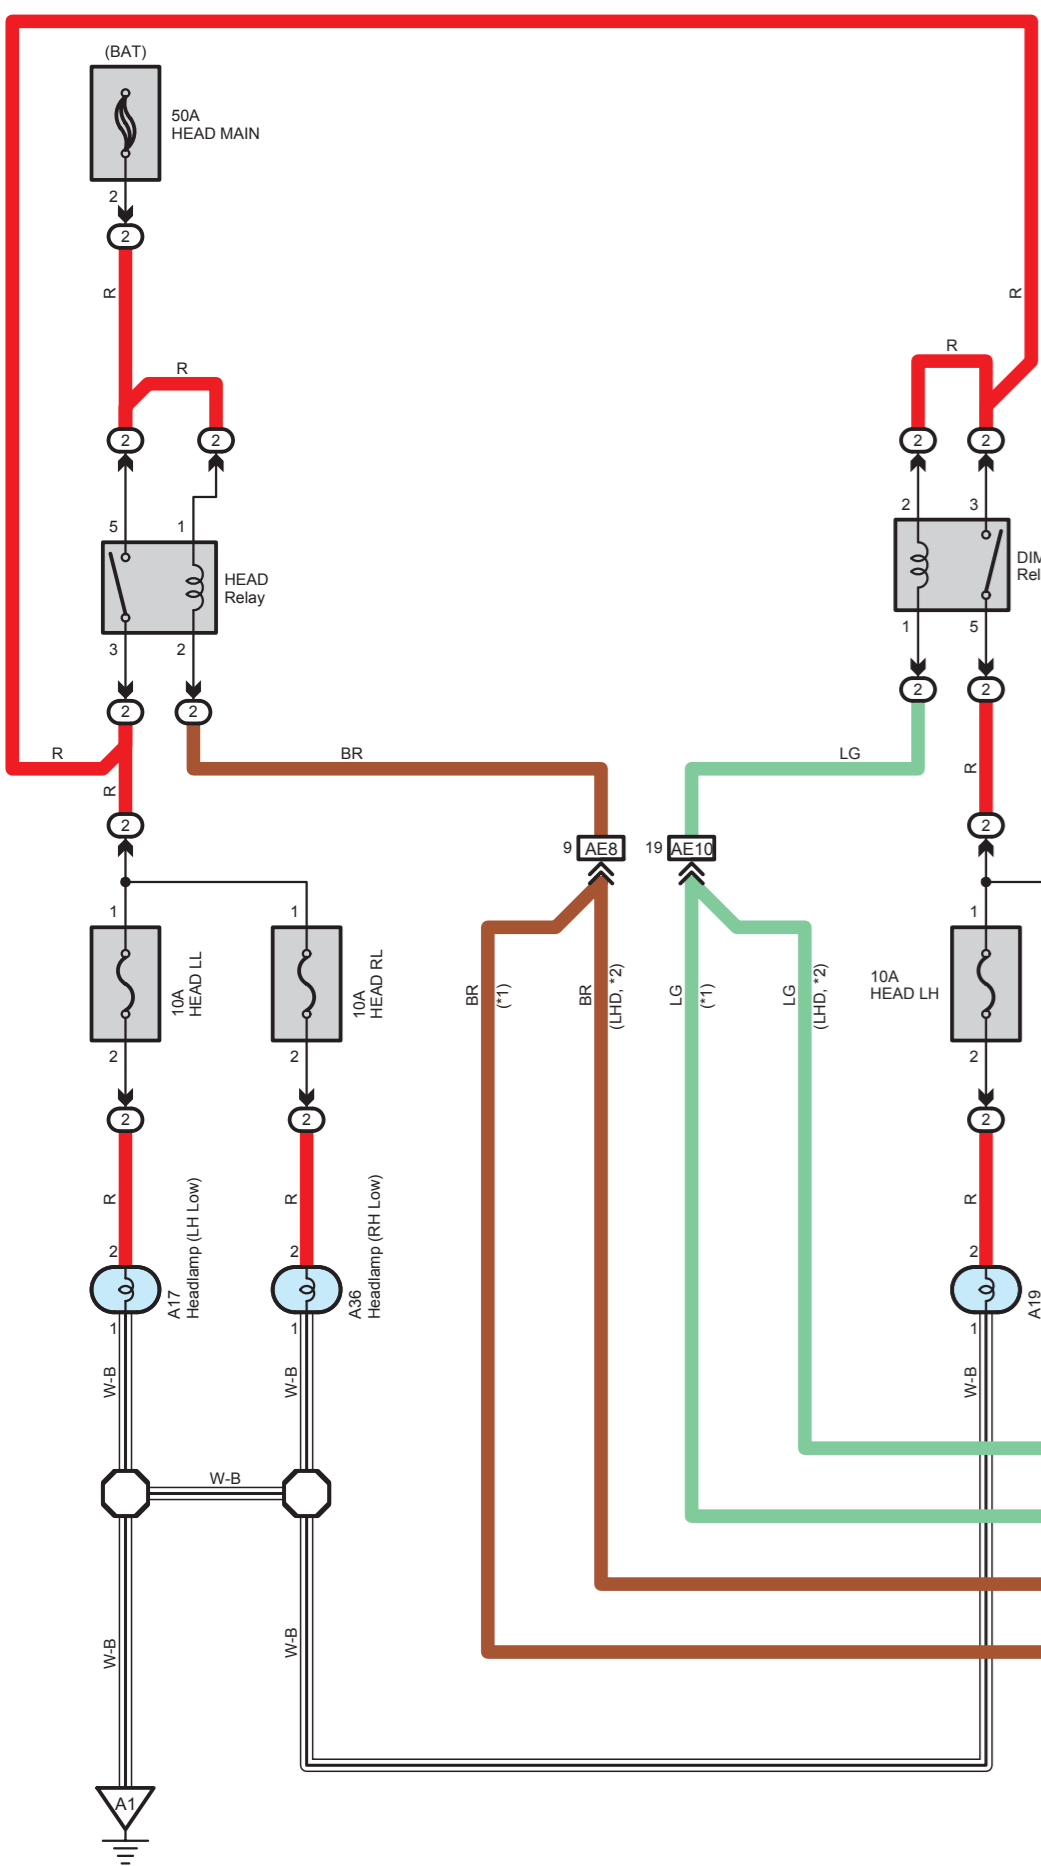 (BAT)
50A
HEAD MAIN
2
2
R
R
R
R
2
2
2
2
5
1
2
3
HEAD
Relay
DIM
Rel
3
2
1
5
2
2
2
2
R
BR
LG
R
R
2
2
9 AE8
19 AE10
1
1
1
10A
HEAD LL
10A
HEAD RL
BR
(*1)
BR
(LHD, *2)
LG
(*1)
LG
(LHD, *2)
10A
HEAD LH
2
2
2
2
2
2
R
R
R
2
2
2
A17
Headlamp (LH Low)
A36
Headlamp (RH Low)
A19
1
1
1
W-B
W-B
W-B
W-B
W-B
W-B
A1